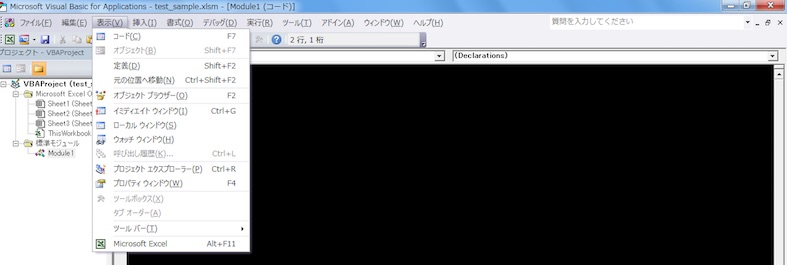 Microsoft Visual Basic for Applications - test_sample.xlsm - [Module1 (コード)]
ファイル(F) 編集(E) 表示(V) 挿入(I) 書式(O) デバッグ(D) 実行(R) ツール(T) アドイン(A) ウィンドウ(W) ヘルプ(H) 質問を入力してください
2 行, 1 桁
プロジェクト - VBAProject
(Declarations)
VBAProject (test_
Microsoft Excel O
Sheet1 (Sheet
Sheet2 (Sheet
Sheet3 (Sheet
ThisWorkbook
標準モジュール
Module1
コード(C) F7
オブジェクト(B) Shift+F7
定義(D) Shift+F2
元の位置へ移動(N) Ctrl+Shift+F2
オブジェクト ブラウザー(O) F2
イミディエイト ウィンドウ(I) Ctrl+G
ローカル ウィンドウ(S)
ウォッチ ウィンドウ(H)
呼び出し履歴(K)... Ctrl+L
プロジェクト エクスプローラー(P) Ctrl+R
プロパティ ウィンドウ(W) F4
ツールボックス(X)
タブ オーダー(A)
ツール バー(T)
Microsoft Excel Alt+F11